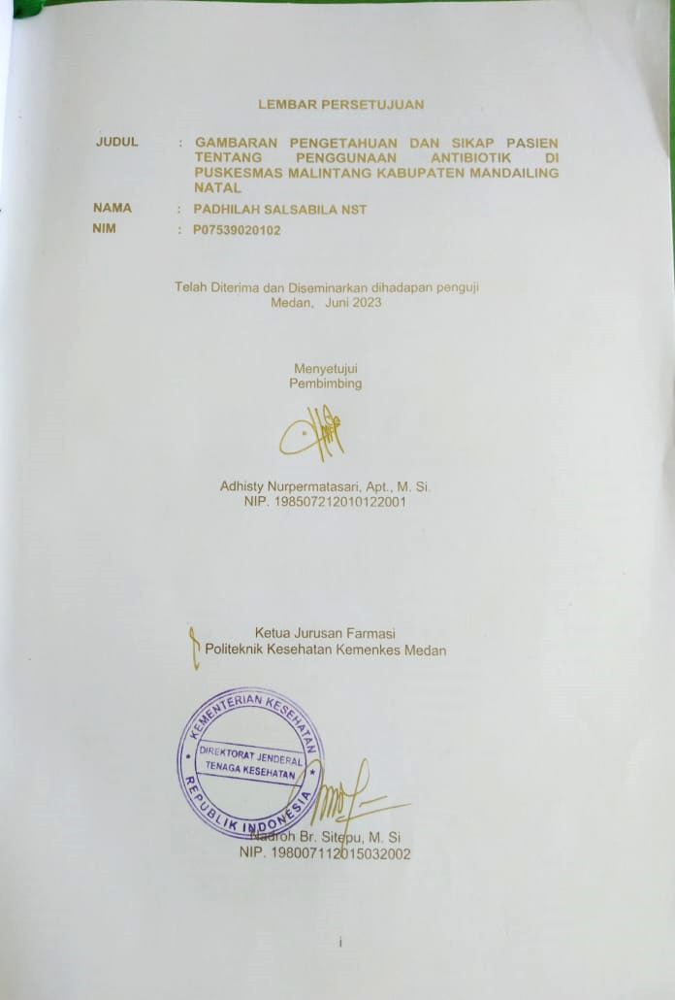 LEMBAR PERSETUJUAN
JUDUL : GAMBARAN PENGETAHUAN DAN SIKAP PASIEN
TENTANG PENGGUNAAN ANTIBIOTIK DI
PUSKESMAS MALINTANG KABUPATEN MANDAILING
NATAL
NAMA : PADHILAH SALSABILA NST
NIM : P07539020102
Telah Diterima dan Diseminarkan dihadapan penguji
Medan, Juni 2023
Menyetujui
Pembimbing
Adhisty Nurpermatasari, Apt., M. Si.
NIP. 198507212010122001
Ketua Jurusan Farmasi
Politeknik Kesehatan Kemenkes Medan
KEMENTERIAN KESEHATAN
DIREKTORAT JENDERAL
TENAGA KESEHATAN
REPUBLIK INDONESIA
Nadroh Br. Sitepu, M. Si
NIP. 198007112015032002
i